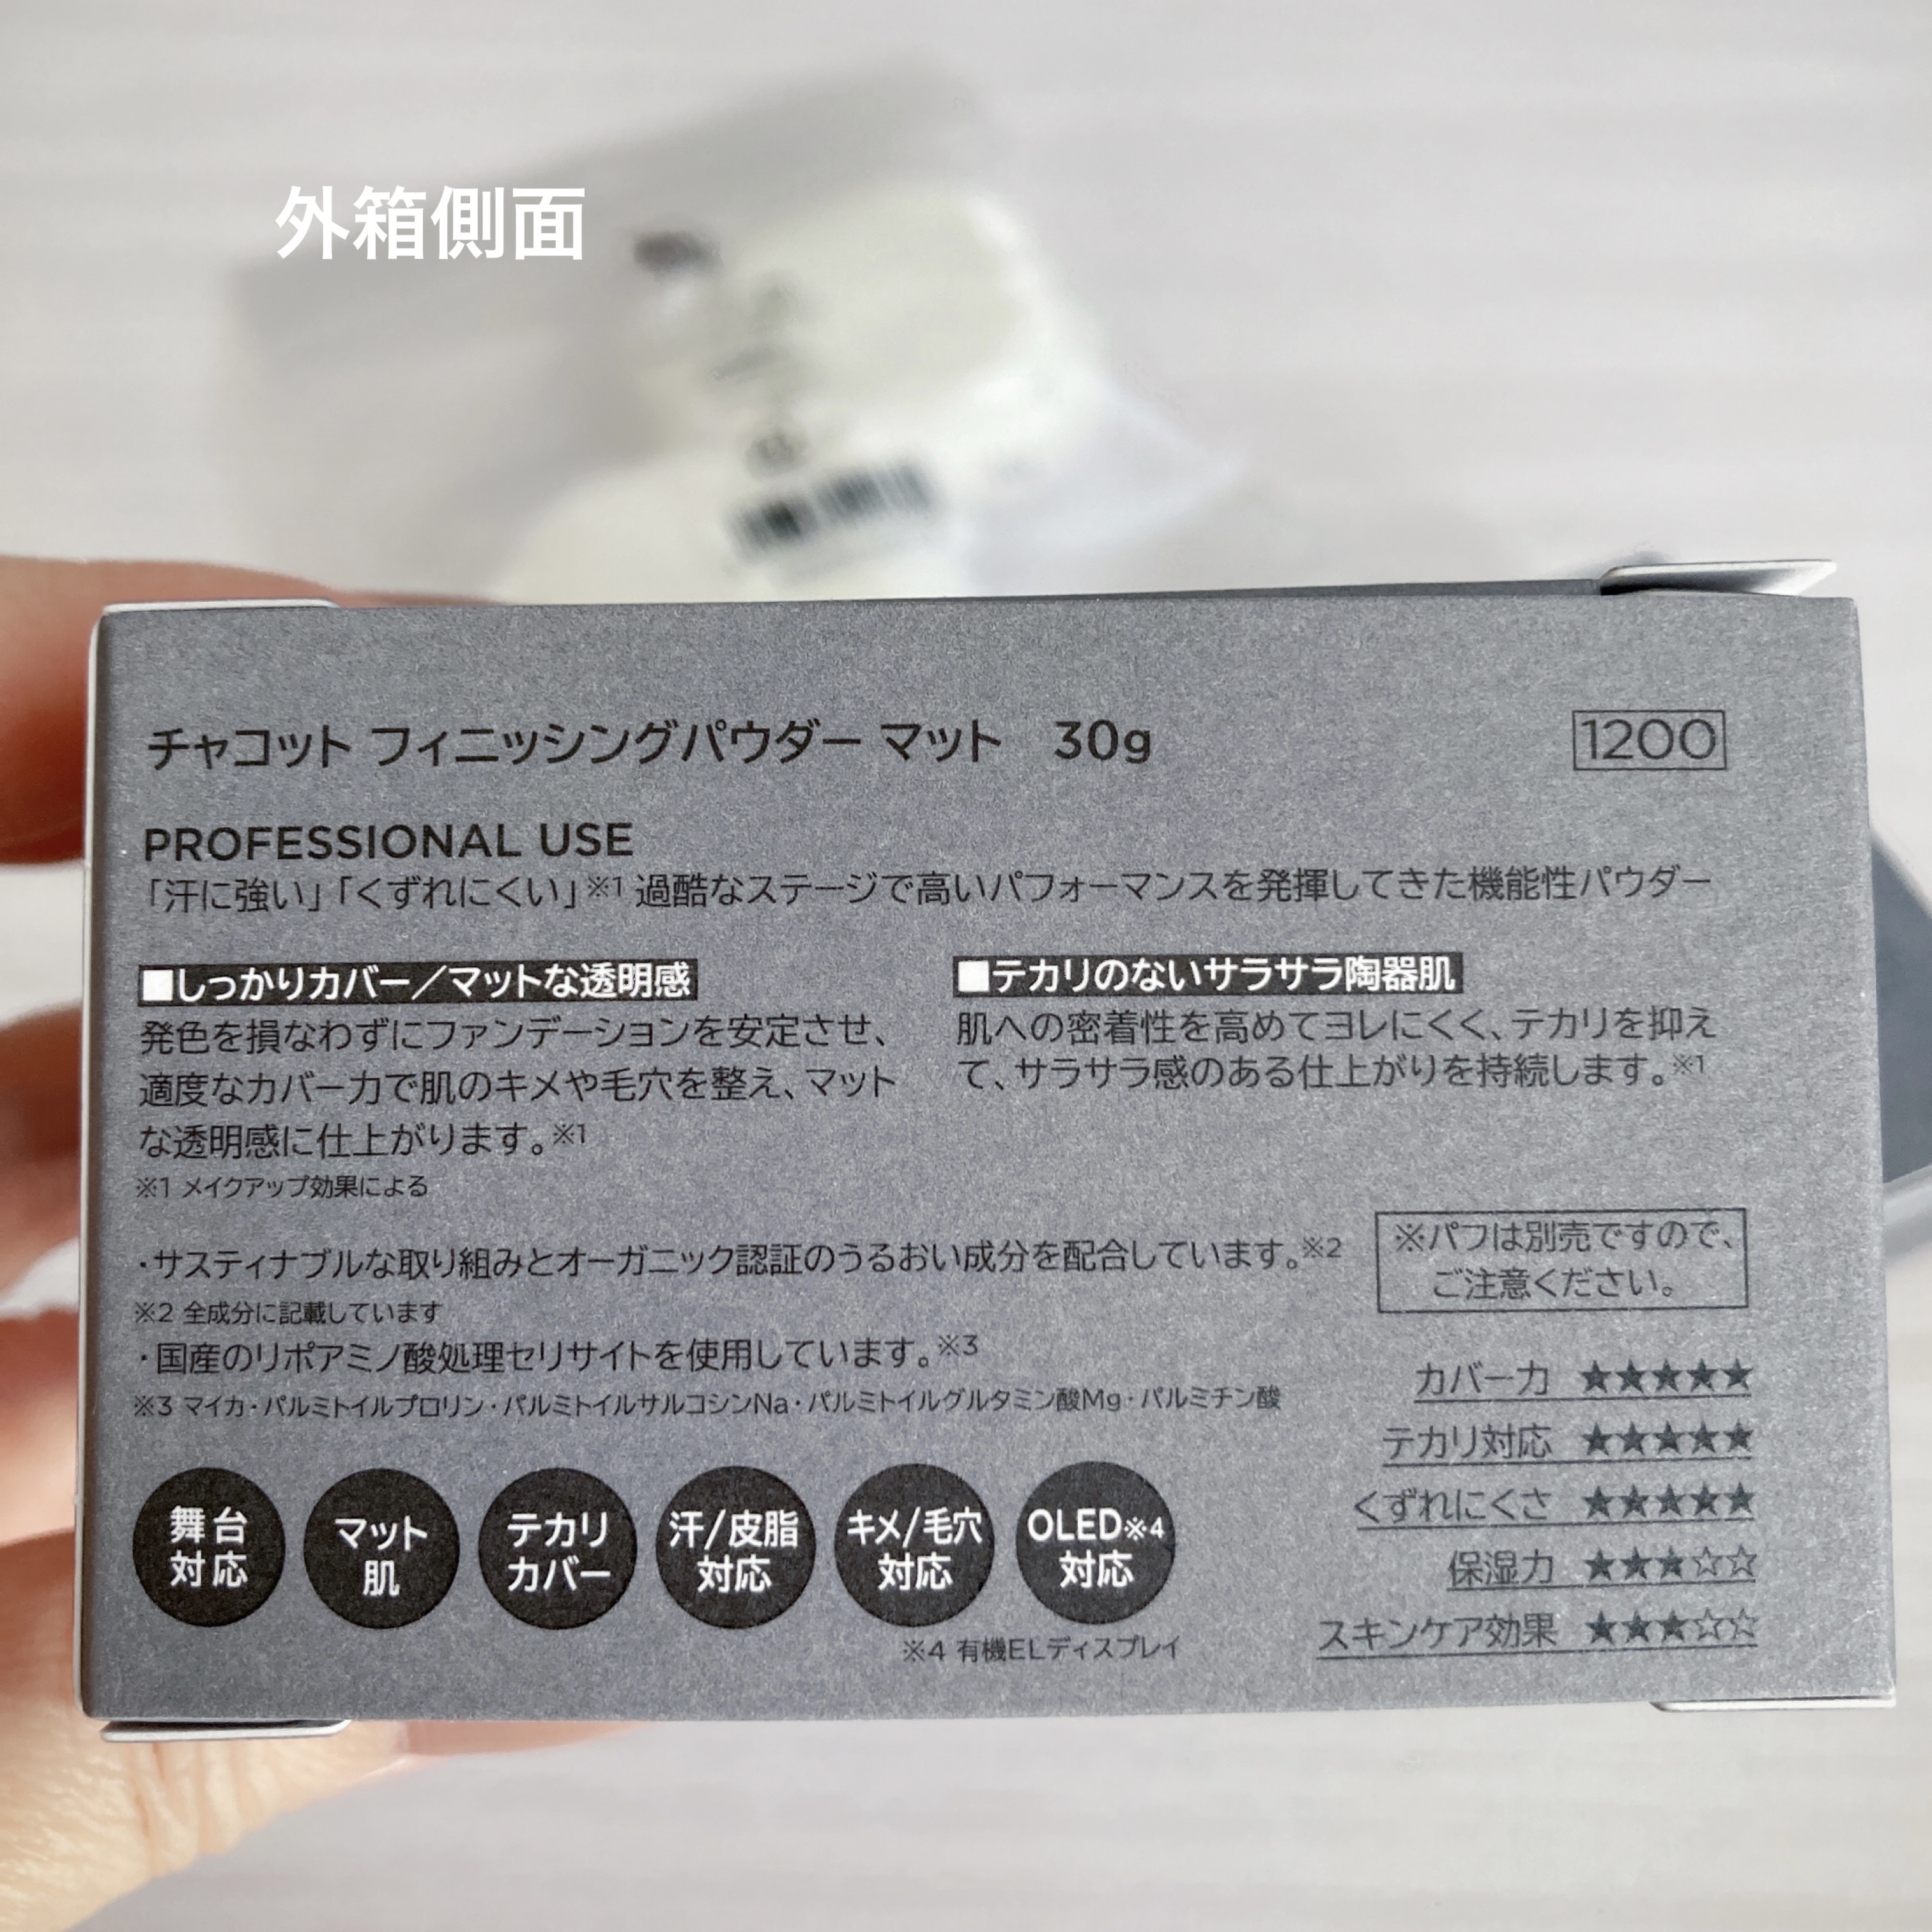 外箱側面
チャコット フィニッシングパウダー マット 30g
1200
PROFESSIONAL USE
「汗に強い」「くずれにくい」※1 過酷なステージで高いパフォーマンスを発揮してきた機能性パウダー
■しっかりカバー／マットな透明感
発色を損なわずにファンデーションを安定させ、
適度なカバー力で肌のキメや毛穴を整え、マット
な透明感に仕上がります。※1
※1 メイクアップ効果による
■テカリのないサラサラ陶器肌
肌への密着性を高めてヨレにくく、テカリを抑え
て、サラサラ感のある仕上がりを持続します。※1
・サスティナブルな取り組みとオーガニック認証のうるおい成分を配合しています。※2
※2 全成分に記載しています
・国産のリポアミノ酸処理セリサイトを使用しています。※3
※3 マイカ・パルミトイルプロリン・パルミトイルサルコシンNa・パルミトイルグルタミン酸Mg・パルミチン酸
※パフは別売ですので、
ご注意ください。
舞台
対応
マット
肌
テカリ
カバー
汗/皮脂
対応
キメ/毛穴
対応
OLED※4
対応
※4 有機ELディスプレイ
カバー力 ★★★★★
テカリ対応 ★★★★★
くずれにくさ ★★★★★
保湿力 ★★★☆☆
スキンケア効果 ★★★☆☆